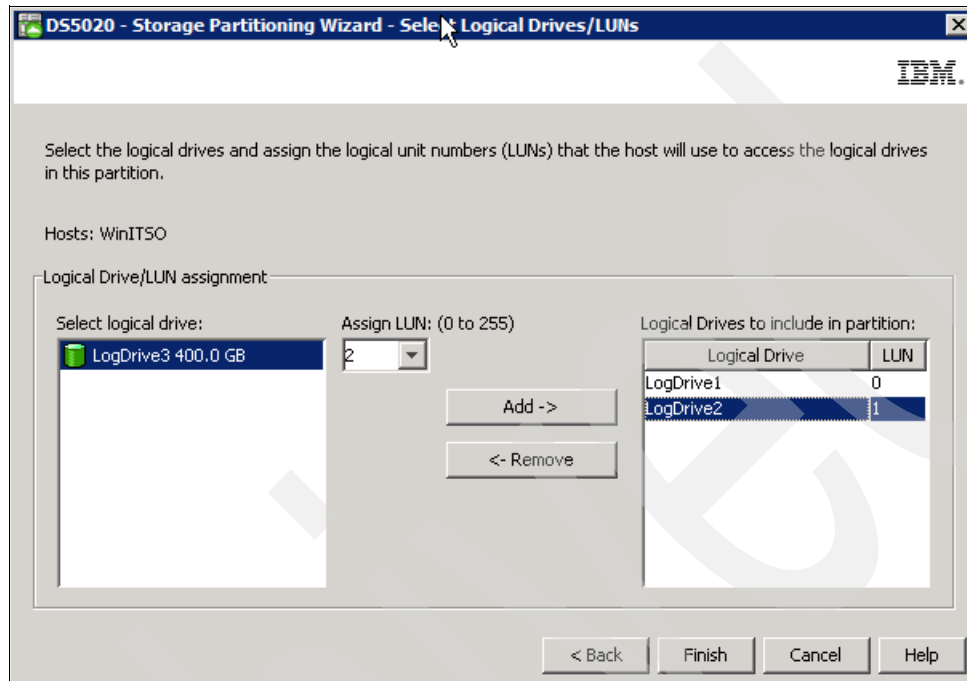 DS5020 - Storage Partitioning Wizard - Select Logical Drives/LUNs
IBM.
Select the logical drives and assign the logical unit numbers (LUNs) that the host will use to access the logical drives
in this partition.
Hosts: WinITSO
Logical Drive/LUN assignment
Select logical drive:
LogDrive3 400.0 GB
Assign LUN: (0 to 255)
2
Add ->
<- Remove
Logical Drives to include in partition:
Logical Drive LUN
LogDrive1 0
LogDrive2 1
< Back Finish Cancel Help